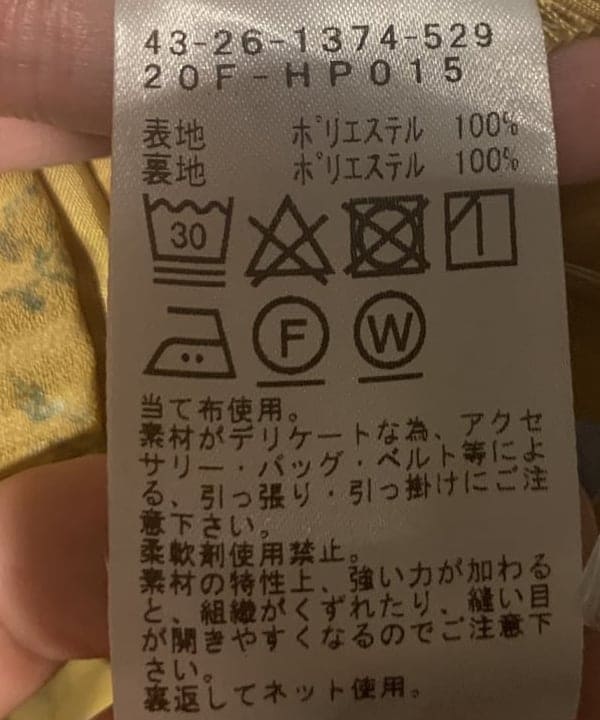 43-26-1374-529
20F-HP015
表地 ポリエステル 100%
裏地 ポリエステル 100%
30
F W
当て布使用。
素材がデリケートな為、アクセ
サリー・バッグ・ベルト等によ
る、引っ張り・引っ掛けにご注
意下さい。
柔軟剤使用禁止。
素材の特性上、強い力が加わる
と、組織がくずれたり、縫い目
が開きやすくなるのでご注意下
さい。
裏返してネット使用。